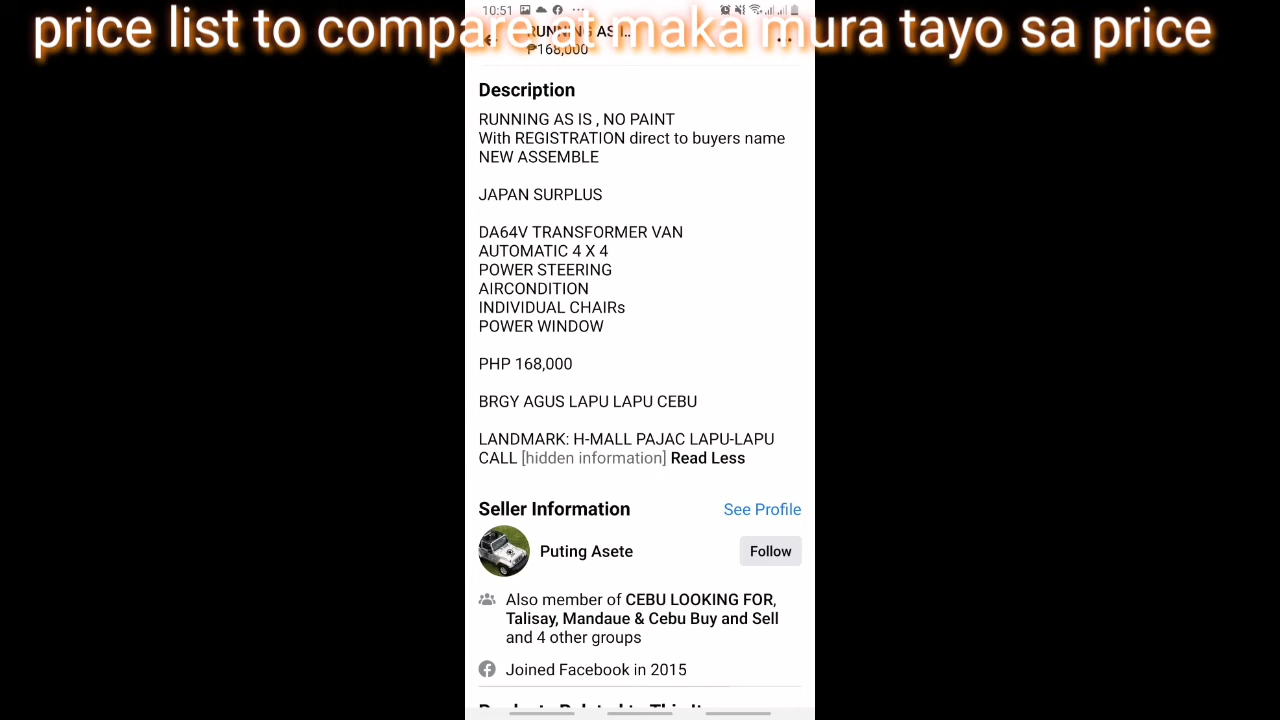 price list to compare at maka mura tayo sa price
10:51
RUNNING AS I...
₱168,000
Description
RUNNING AS IS , NO PAINT
With REGISTRATION direct to buyers name
NEW ASSEMBLE
JAPAN SURPLUS
DA64V TRANSFORMER VAN
AUTOMATIC 4 X 4
POWER STEERING
AIRCONDITION
INDIVIDUAL CHAIRs
POWER WINDOW
PHP 168,000
BRGY AGUS LAPU LAPU CEBU
LANDMARK: H-MALL PAJAC LAPU-LAPU
CALL [hidden information] Read Less
Seller Information See Profile
Puting Asete Follow
Also member of CEBU LOOKING FOR,
Talisay, Mandaue & Cebu Buy and Sell
and 4 other groups
Joined Facebook in 2015